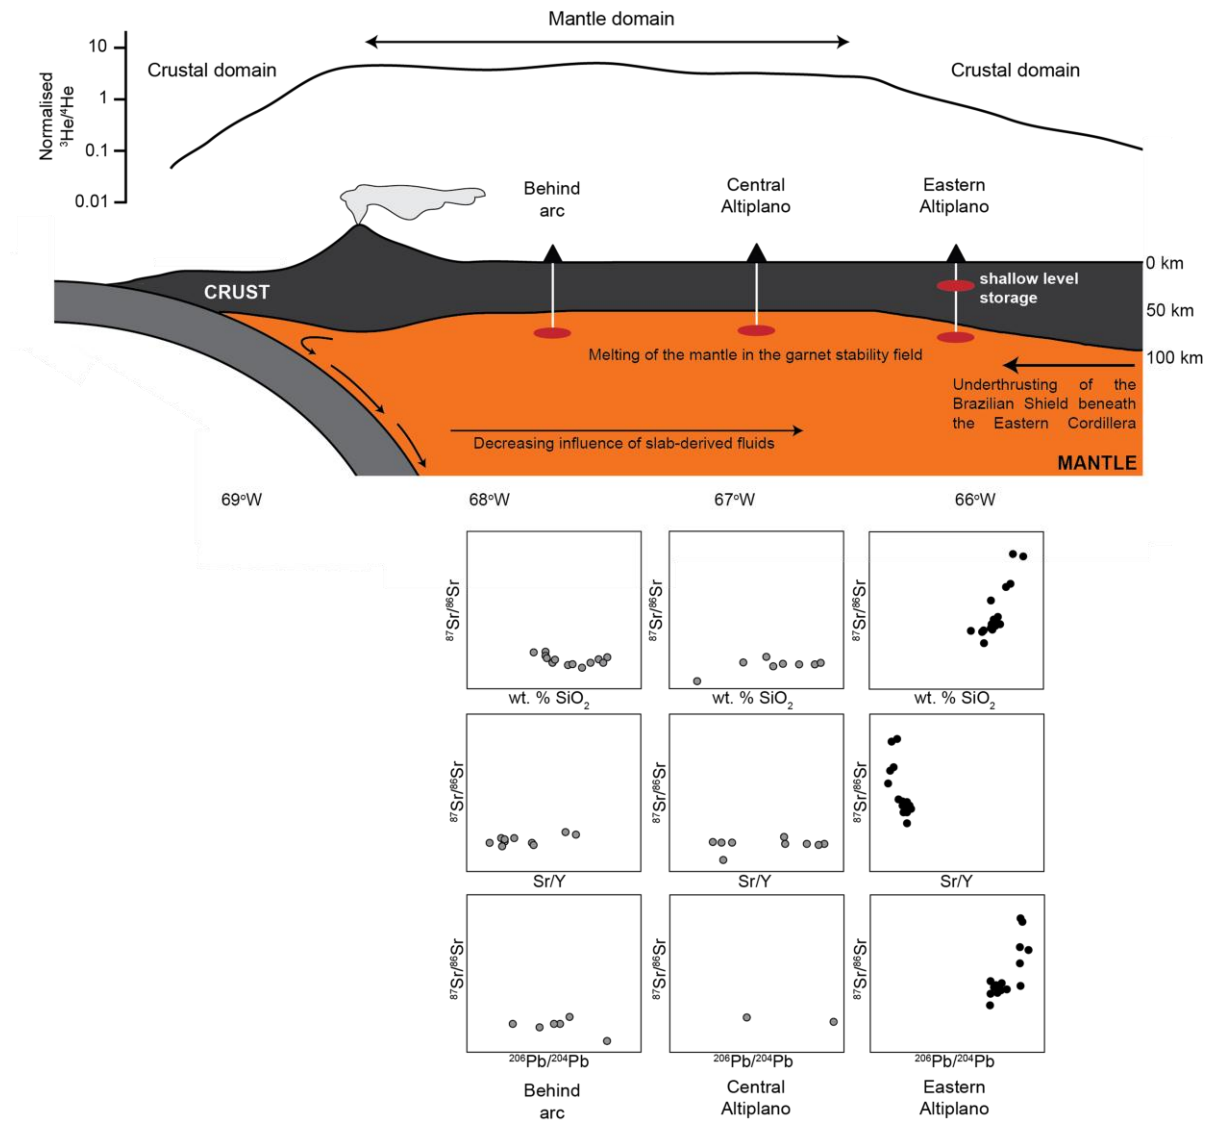 Mantle domain
10
Crustal domain
Crustal domain
1
Normalised
³He/⁴He
0.1
0.01
Behind
arc
Central
Altiplano
Eastern
Altiplano
0 km
shallow level
storage
CRUST
50 km
Melting of the mantle in the garnet stability field
100 km
Underthrusting of the
Brazilian Shield beneath
the Eastern Cordillera
Decreasing influence of slab-derived fluids
MANTLE
69°W
68°W
67°W
66°W
⁸⁷Sr/⁸⁶Sr
⁸⁷Sr/⁸⁶Sr
⁸⁷Sr/⁸⁶Sr
wt. % SiO₂
wt. % SiO₂
wt. % SiO₂
⁸⁷Sr/⁸⁶Sr
⁸⁷Sr/⁸⁶Sr
⁸⁷Sr/⁸⁶Sr
Sr/Y
Sr/Y
Sr/Y
⁸⁷Sr/⁸⁶Sr
⁸⁷Sr/⁸⁶Sr
⁸⁷Sr/⁸⁶Sr
²⁰⁶Pb/²⁰⁴Pb
²⁰⁶Pb/²⁰⁴Pb
²⁰⁶Pb/²⁰⁴Pb
Behind
arc
Central
Altiplano
Eastern
Altiplano